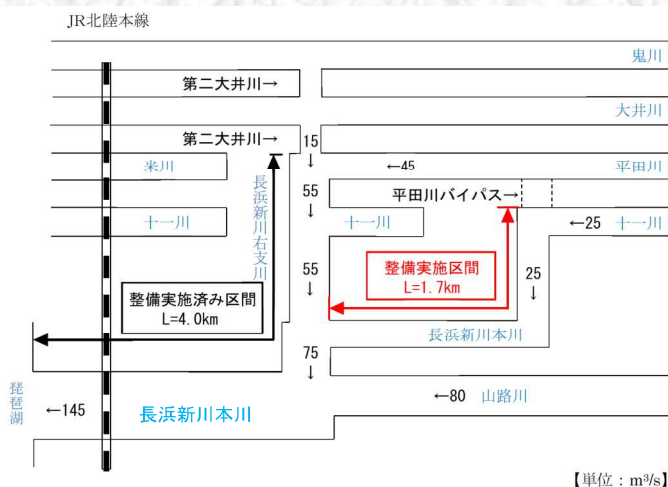 JR北陸本線
鬼川
第二大井川→
大井川
第二大井川→
15
↓
米川
←45
平田川
55
↓
平田川バイパス→
長浜新川右支川
十一川
十一川
←25
十一川
整備実施区間
L=1.7km
55
↓
25
↓
整備実施済み区間
L=4.0km
長浜新川本川
75
↓
琵琶湖
←145
長浜新川本川
←80
山路川
【単位：m³/s】